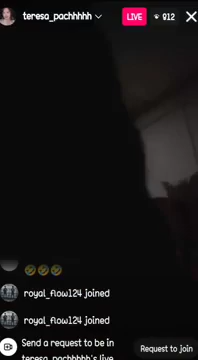 teresa_pachhhhh
LIVE
912
🤣🤣🤣
royal_flow124 joined
royal_flow124 joined
Send a request to be in
teresa_pachhhhh's live
Request to join